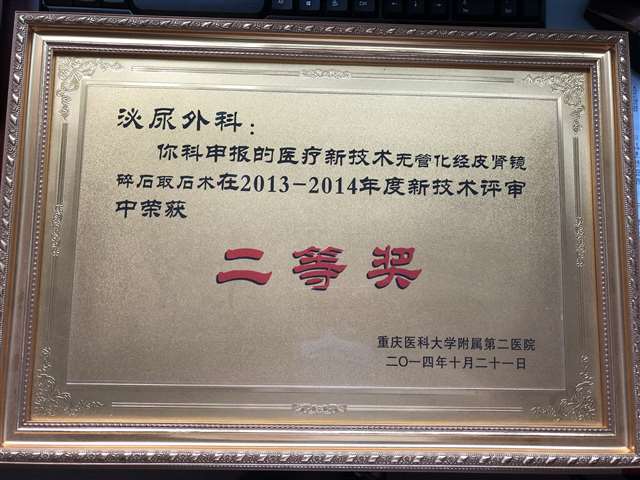 泌尿外科：
你科申报的医疗新技术无管化经皮肾镜
碎石取石术在2013-2014年度新技术评审
中荣获
二等奖
重庆医科大学附属第二医院
二〇一四年十月二十一日